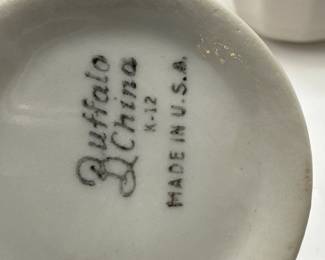 Buffalo
China
K-12
MADE IN U.S.A.